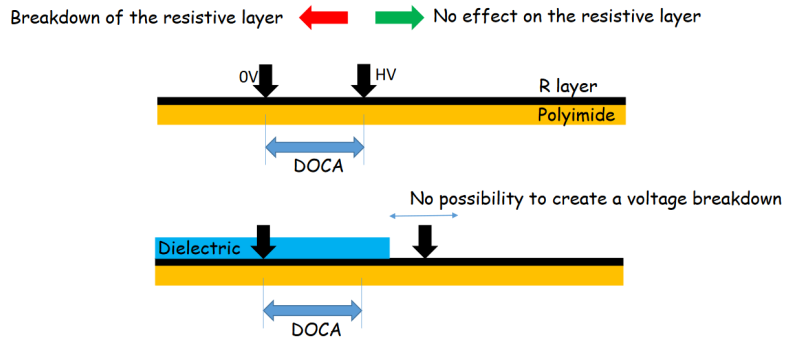 Breakdown of the resistive layer
No effect on the resistive layer
0V
HV
R layer
Polyimide
DOCA
No possibility to create a voltage breakdown
Dielectric
DOCA